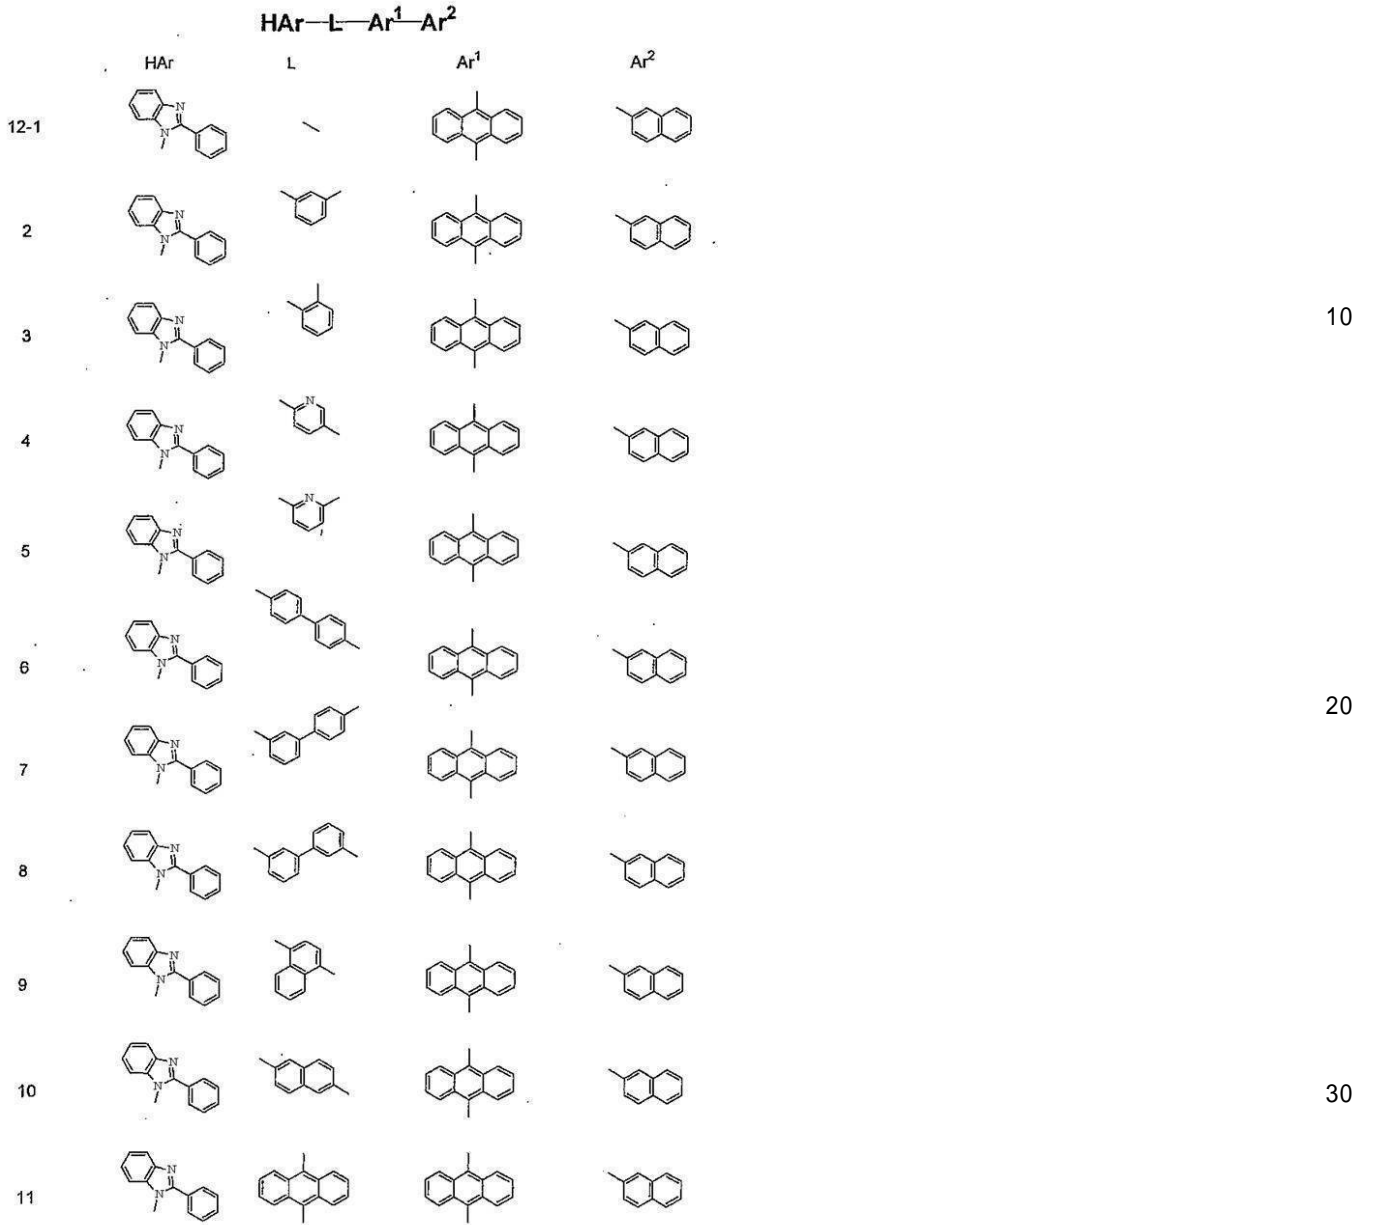 HAr—L—Ar¹—Ar²
HAr L Ar¹ Ar²
12-1 N N
2 N N
3 N N 10
4 N N N
5 N N N
6 N N
7 N N 20
8 N N
9 N N
10 N N 30
11 N N